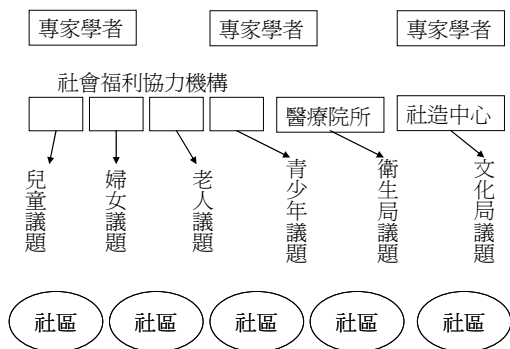 專家學者
專家學者
專家學者
社會福利協力機構
醫療院所
社造中心
兒童議題
婦女議題
老人議題
青少年議題
衛生局議題
文化局議題
社區
社區
社區
社區
社區